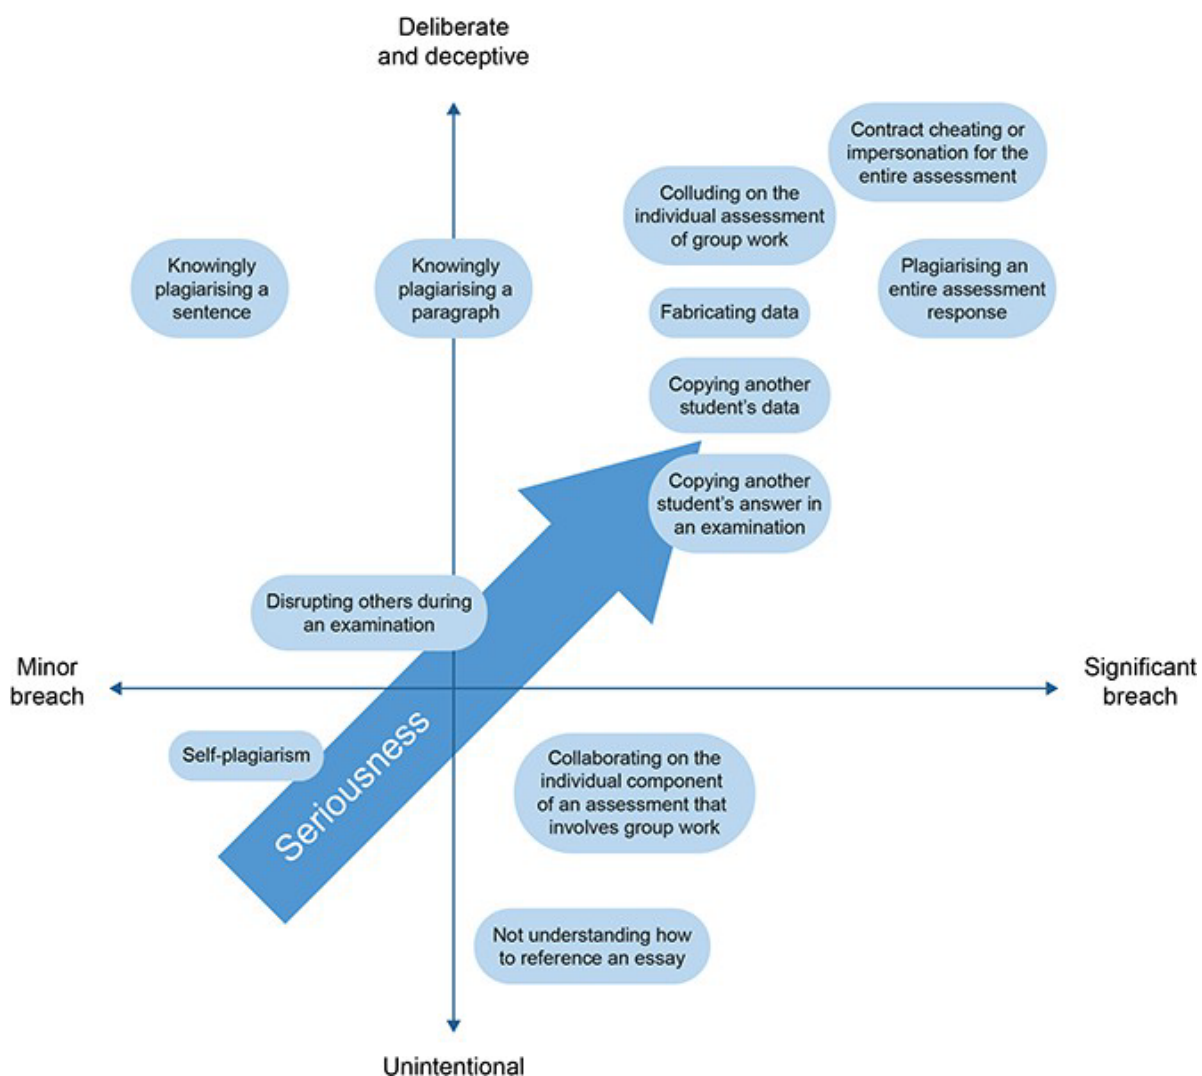 Deliberate
and deceptive
Contract cheating or
impersonation for the
entire assessment
Colluding on the
individual assessment
of group work
Knowingly
plagiarising a
sentence
Knowingly
plagiarising a
paragraph
Plagiarising an
entire assessment
response
Fabricating data
Copying another
student’s data
Copying another
student’s answer in
an examination
Disrupting others during
an examination
Minor
breach
Significant
breach
Self-plagiarism
Seriousness
Collaborating on the
individual component
of an assessment that
involves group work
Not understanding how
to reference an essay
Unintentional